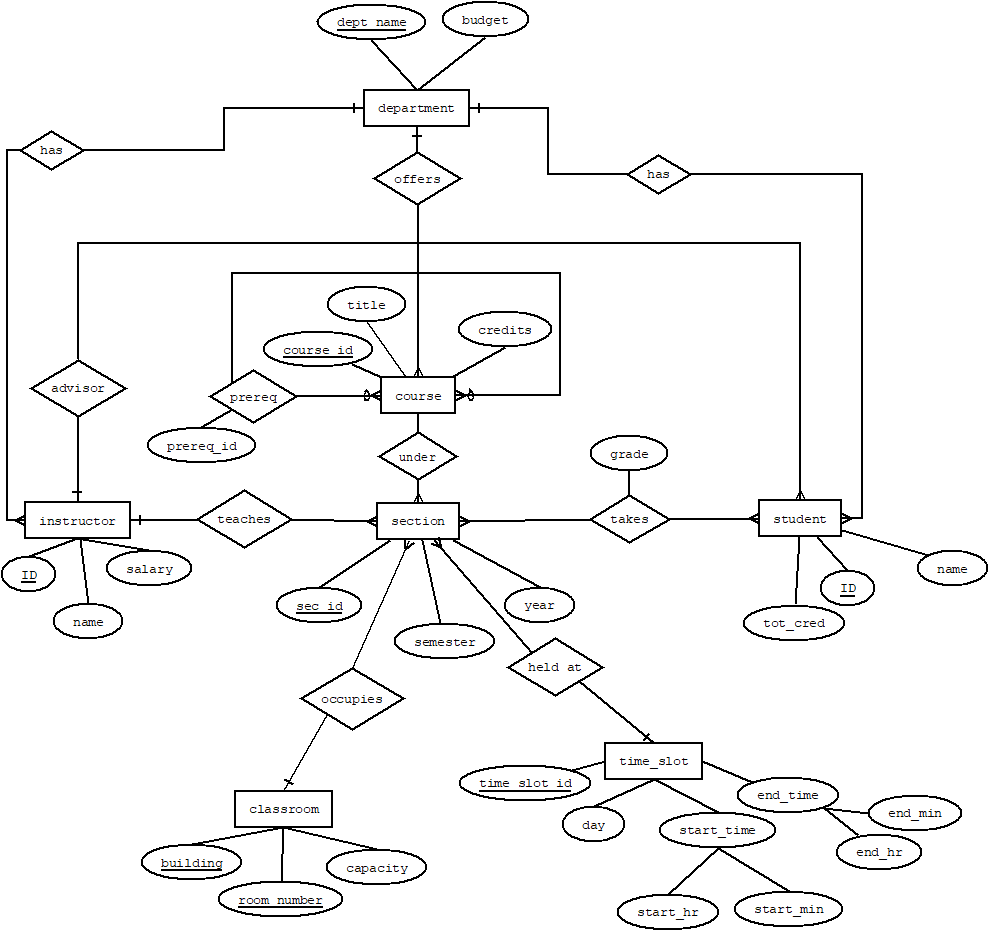 dept_name
budget
department
has
offers
has
title
credits
course_id
advisor
prereq
course
prereq_id
under
grade
instructor
teaches
section
takes
student
ID
salary
name
sec_id
semester
year
held at
name
ID
tot_cred
occupies
time_slot
time_slot_id
day
start_time
end_time
end_min
end_hr
start_hr
start_min
classroom
building
room_number
capacity